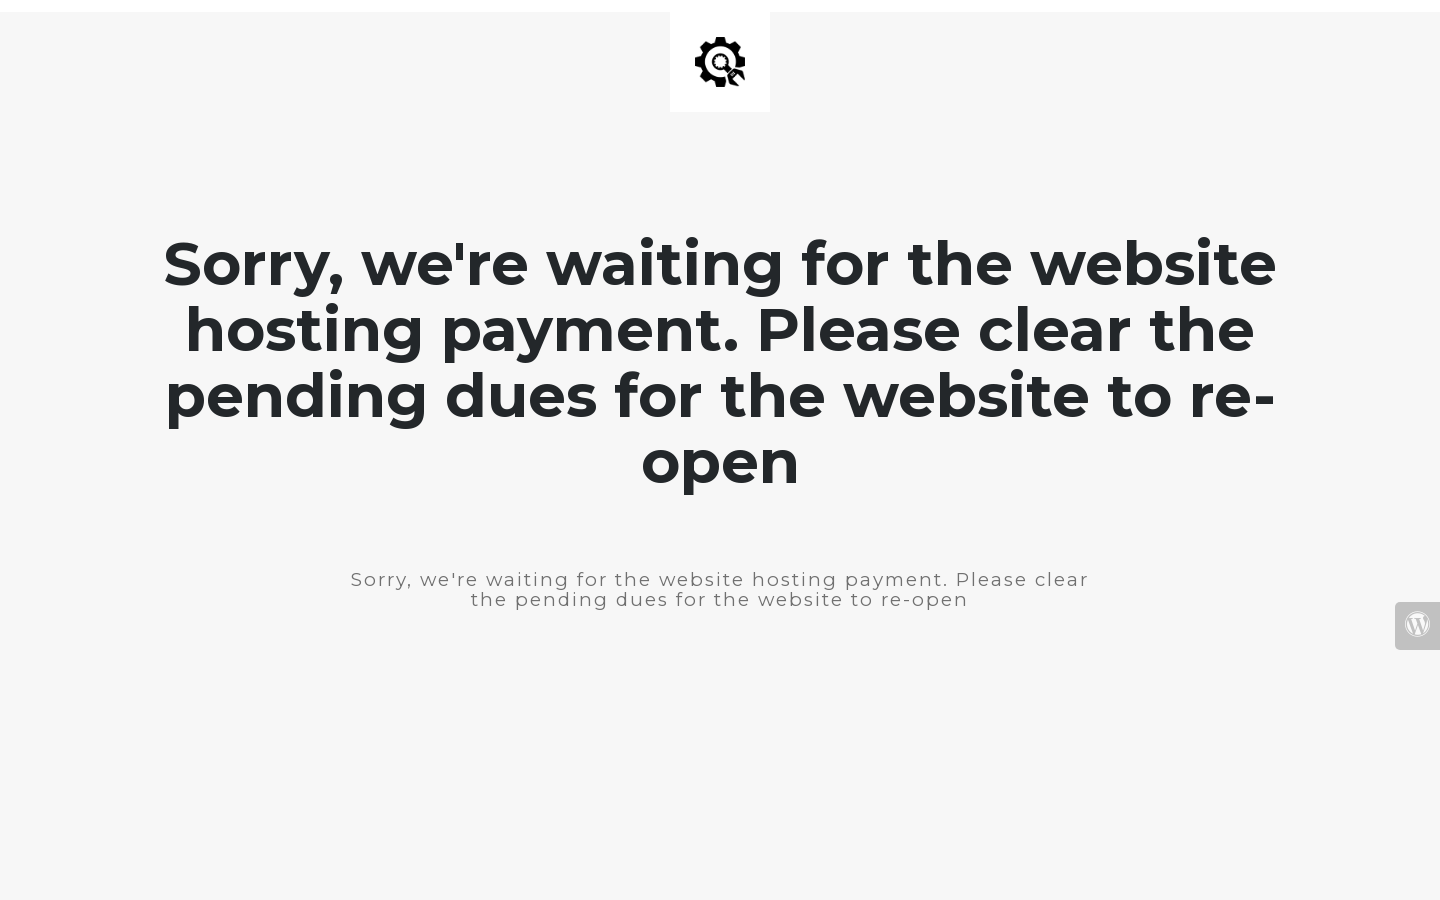 Sorry, we're waiting for the website
hosting payment. Please clear the
pending dues for the website to re-
open
Sorry, we're waiting for the website hosting payment. Please clear
the pending dues for the website to re-open